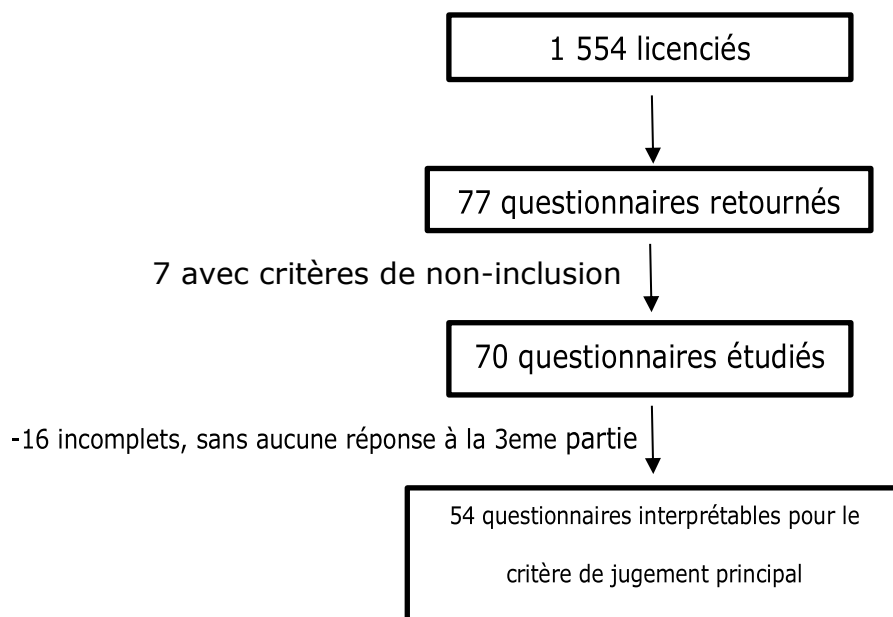 1 554 licenciés
77 questionnaires retournés
7 avec critères de non-inclusion
70 questionnaires étudiés
-16 incomplets, sans aucune réponse à la 3eme partie
54 questionnaires interprétables pour le
critère de jugement principal